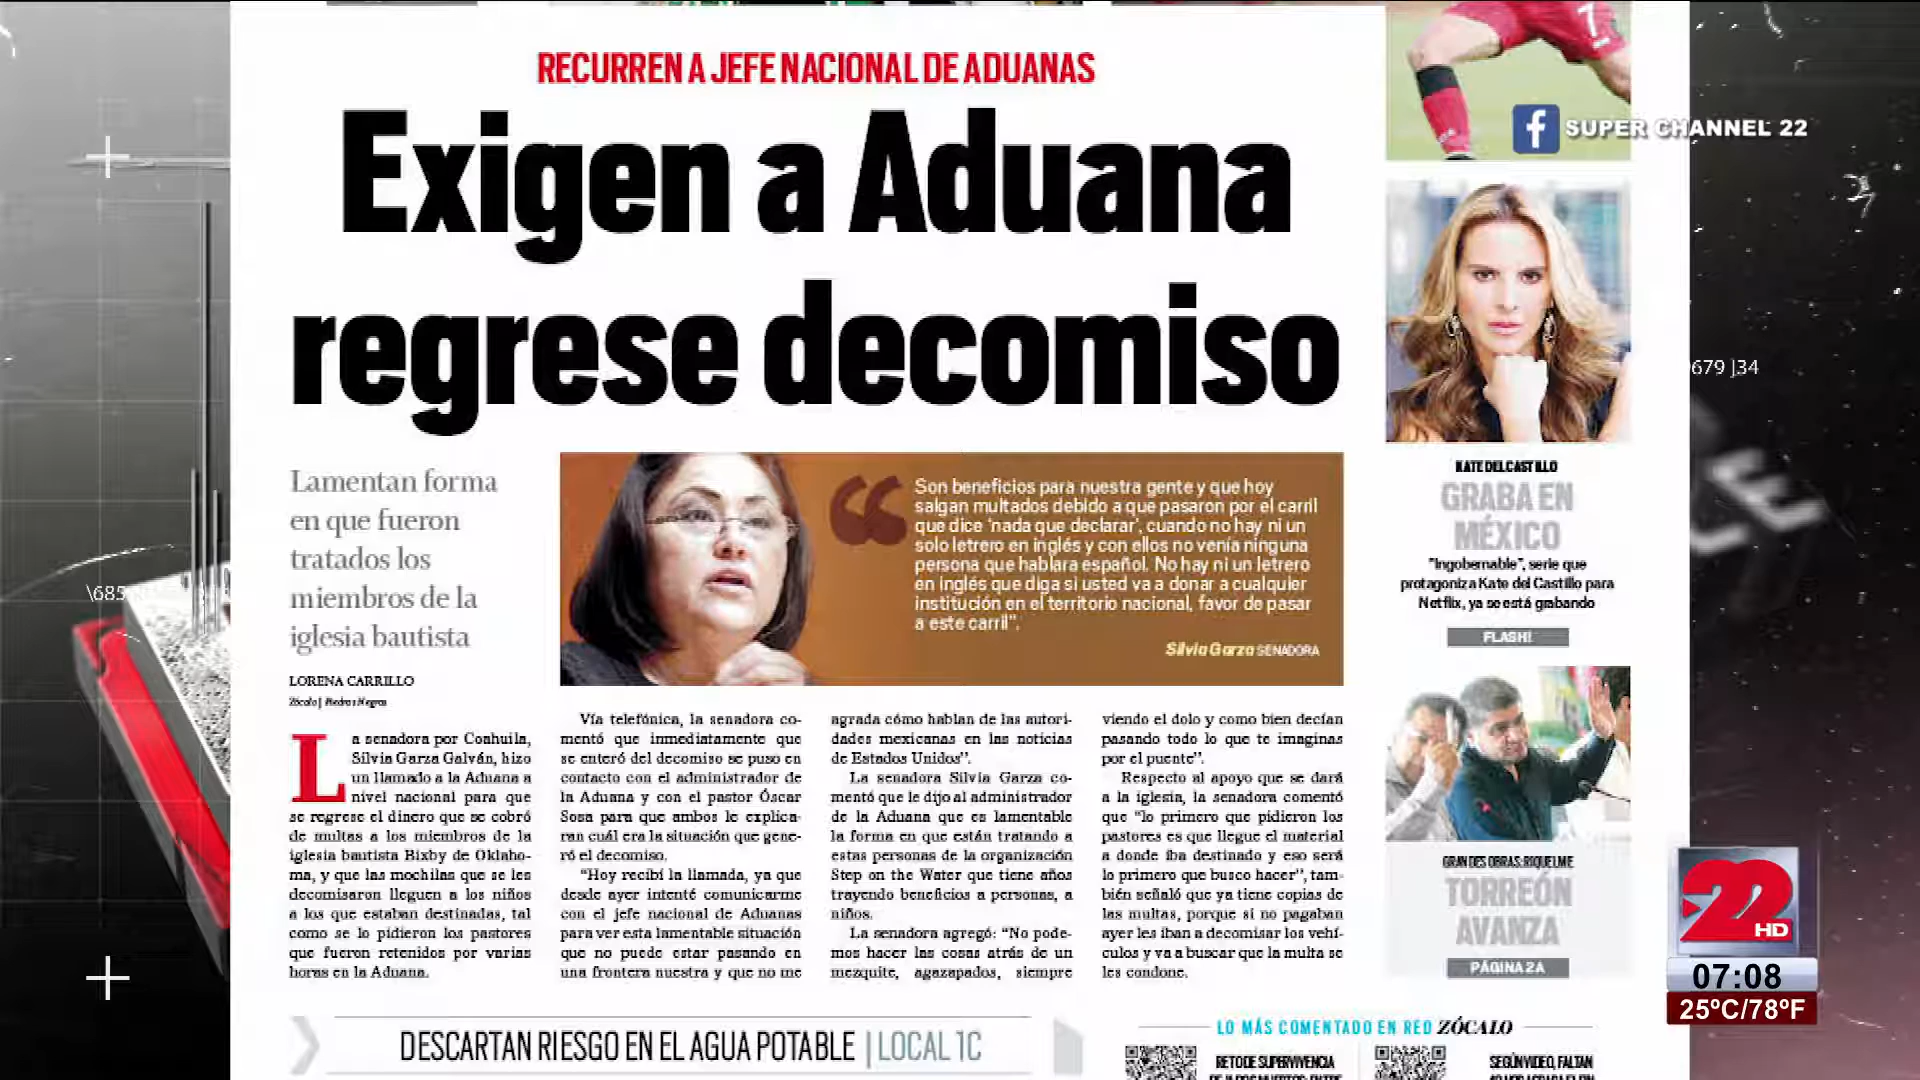 RECURREN A JEFE NACIONAL DE ADUANAS
Exigen a Aduana
regrese decomiso
Lamentan forma
en que fueron
tratados los
miembros de la
iglesia bautista
LORENA CARRILLO
Zócalo | Piedras Negras
La senadora por Coahuila,
Silvia Garza Galván, hizo
un llamado a la Aduana a
nivel nacional para que
se regrese el dinero que se cobró
de multas a los miembros de la
iglesia bautista Bixby de Oklaho-
ma, y que las mochilas que se les
decomisaron lleguen a los niños
a los que estaban destinadas, tal
como se lo pidieron los pastores
que fueron retenidos por varias
horas en la Aduana.
“Son beneficios para nuestra gente y que hoy
salgan multados debido a que pasaron por el carril
que dice ‘nada que declarar’, cuando no hay ni un
solo letrero en inglés y con ellos no venía ninguna
persona que hablara español. No hay ni un letrero
en inglés que diga si usted va a donar a cualquier
institución en el territorio nacional, favor de pasar
a este carril”.
Silvia Garza SENADORA
Vía telefónica, la senadora co-
mentó que inmediatamente que
se enteró del decomiso se puso en
contacto con el administrador de
la Aduana y con el pastor Óscar
Sosa para que ambos le explica-
ran cuál era la situación que gene-
ró el decomiso.
“Hoy recibí la llamada, ya que
desde ayer intenté comunicarme
con el jefe nacional de Aduanas
para ver esta lamentable situación
que no puede estar pasando en
una frontera nuestra y que no me
agrada cómo hablan de las autori-
dades mexicanas en las noticias
de Estados Unidos”.
La senadora Silvia Garza co-
mentó que le dijo al administrador
de la Aduana que es lamentable
la forma en que están tratando a
estas personas de la organización
Step on the Water que tiene años
trayendo beneficios a personas, a
niños.
La senadora agregó: “No pode-
mos hacer las cosas atrás de un
mezquite, agazapados, siempre
viendo el dolo y como bien decían
pasando todo lo que te imaginas
por el puente”.
Respecto al apoyo que se dará
a la iglesia, la senadora comentó
que “lo primero que pidieron los
pastores es que llegue el material
a donde iba destinado y eso será
lo primero que busco hacer”, tam-
bién señaló que ya tiene copias de
las multas, porque si no pagaban
ayer les iban a decomisar los vehí-
culos y va a buscar que la multa se
les condone.
7
SUPER CHANNEL 22
KATE DEL CASTILLO
GRABA EN
MÉXICO
“Ingobernable”, serie que
protagoniza Kate del Castillo para
Netflix, ya se está grabando
FLASH!
GRANDES OBRAS: RIQUELME
TORREÓN
AVANZA
PÁGINA 2A
DESCARTAN RIESGO EN EL AGUA POTABLE | LOCAL 1C
LO MÁS COMENTADO EN RED ZÓCALO
RETO DE SUPERVIVENCIA
SEGÚN VIDEO, FALTAN
679 ]34
\685
22
HD
07:08
25ºC/78ºF